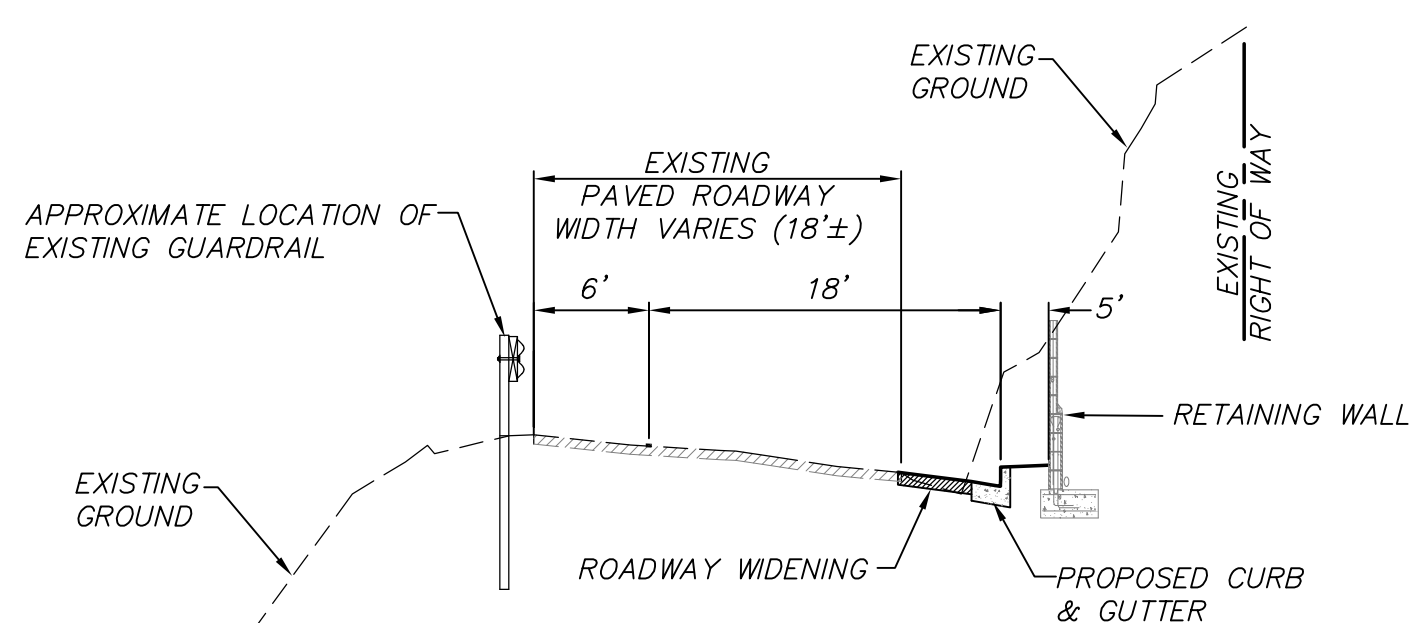 EXISTING
GROUND
EXISTING
PAVED ROADWAY
WIDTH VARIES (18'±)
APPROXIMATE LOCATION OF
EXISTING GUARDRAIL
EXISTING
RIGHT OF WAY
6'
18'
5'
RETAINING WALL
EXISTING
GROUND
ROADWAY WIDENING
PROPOSED CURB
& GUTTER